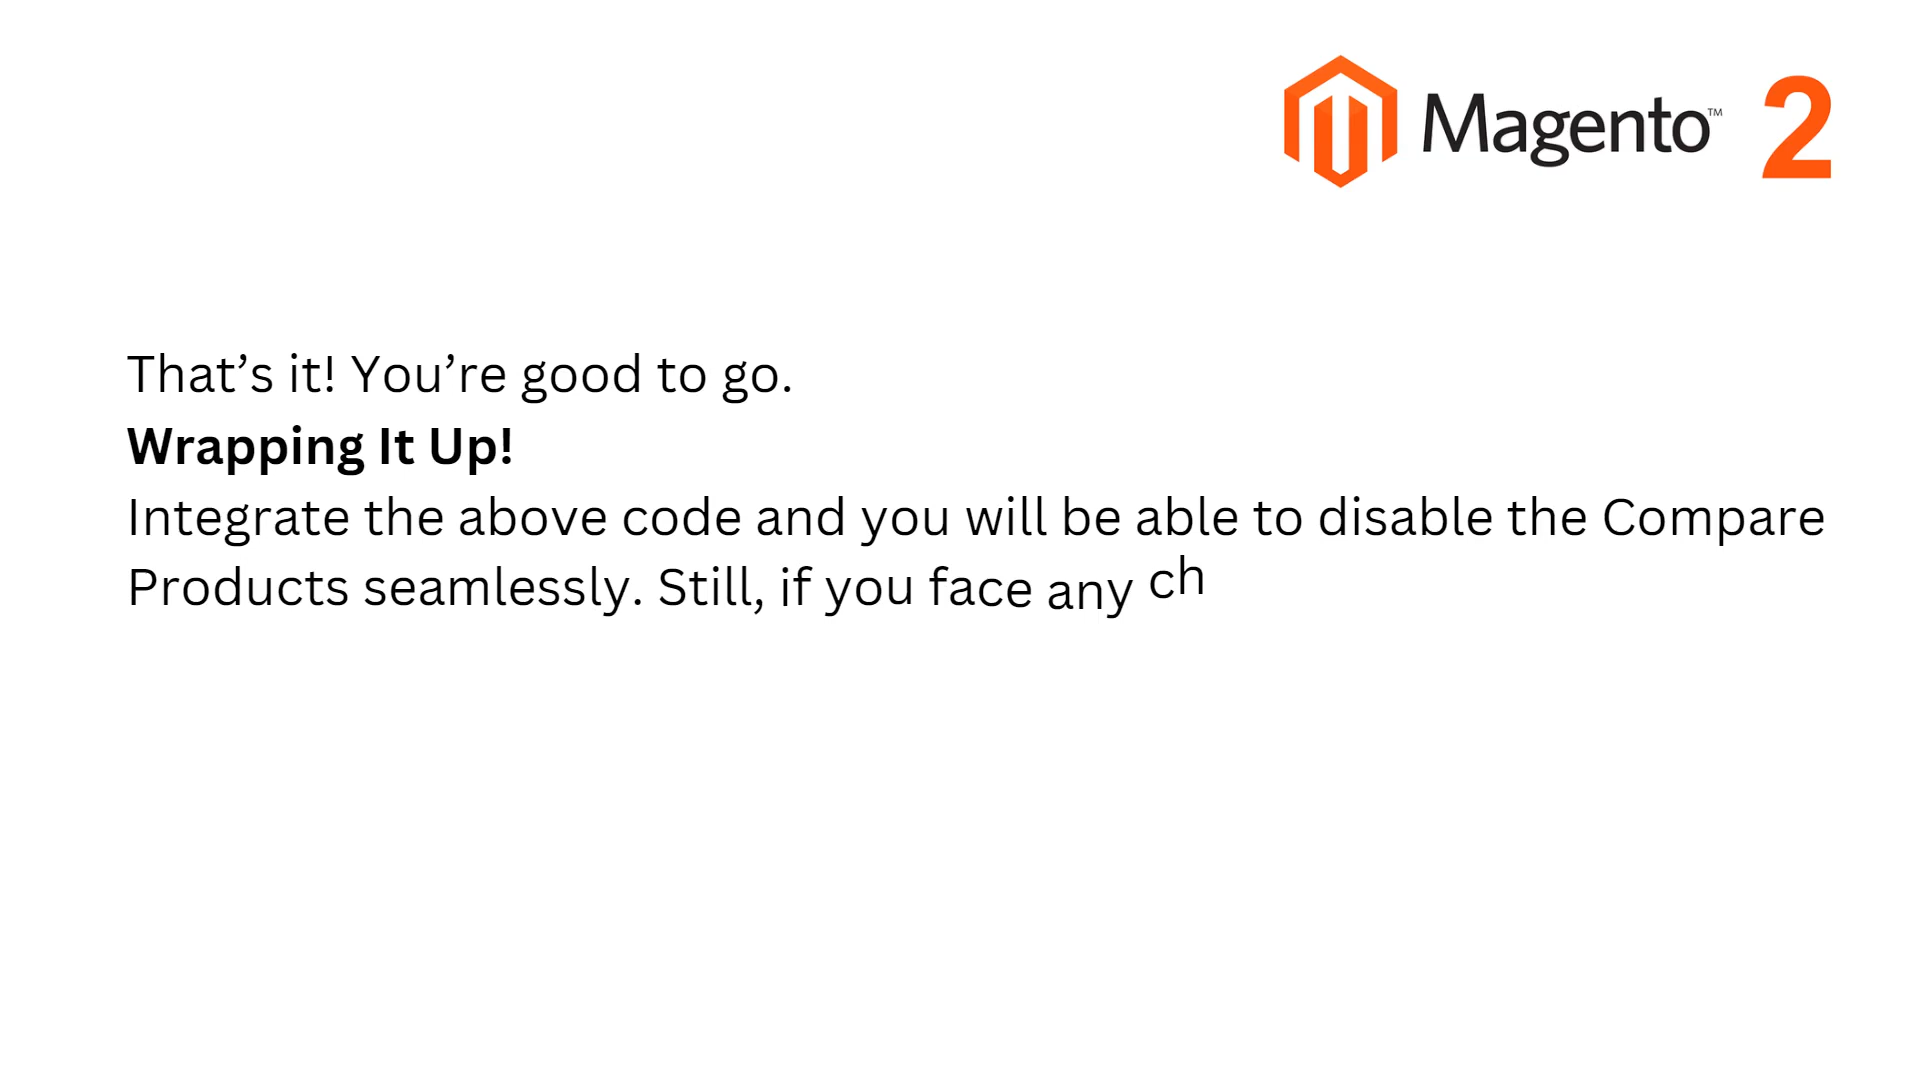 Magento™ 2
That’s it! You’re good to go.
Wrapping It Up!
Integrate the above code and you will be able to disable the Compare
Products seamlessly. Still, if you face any ch